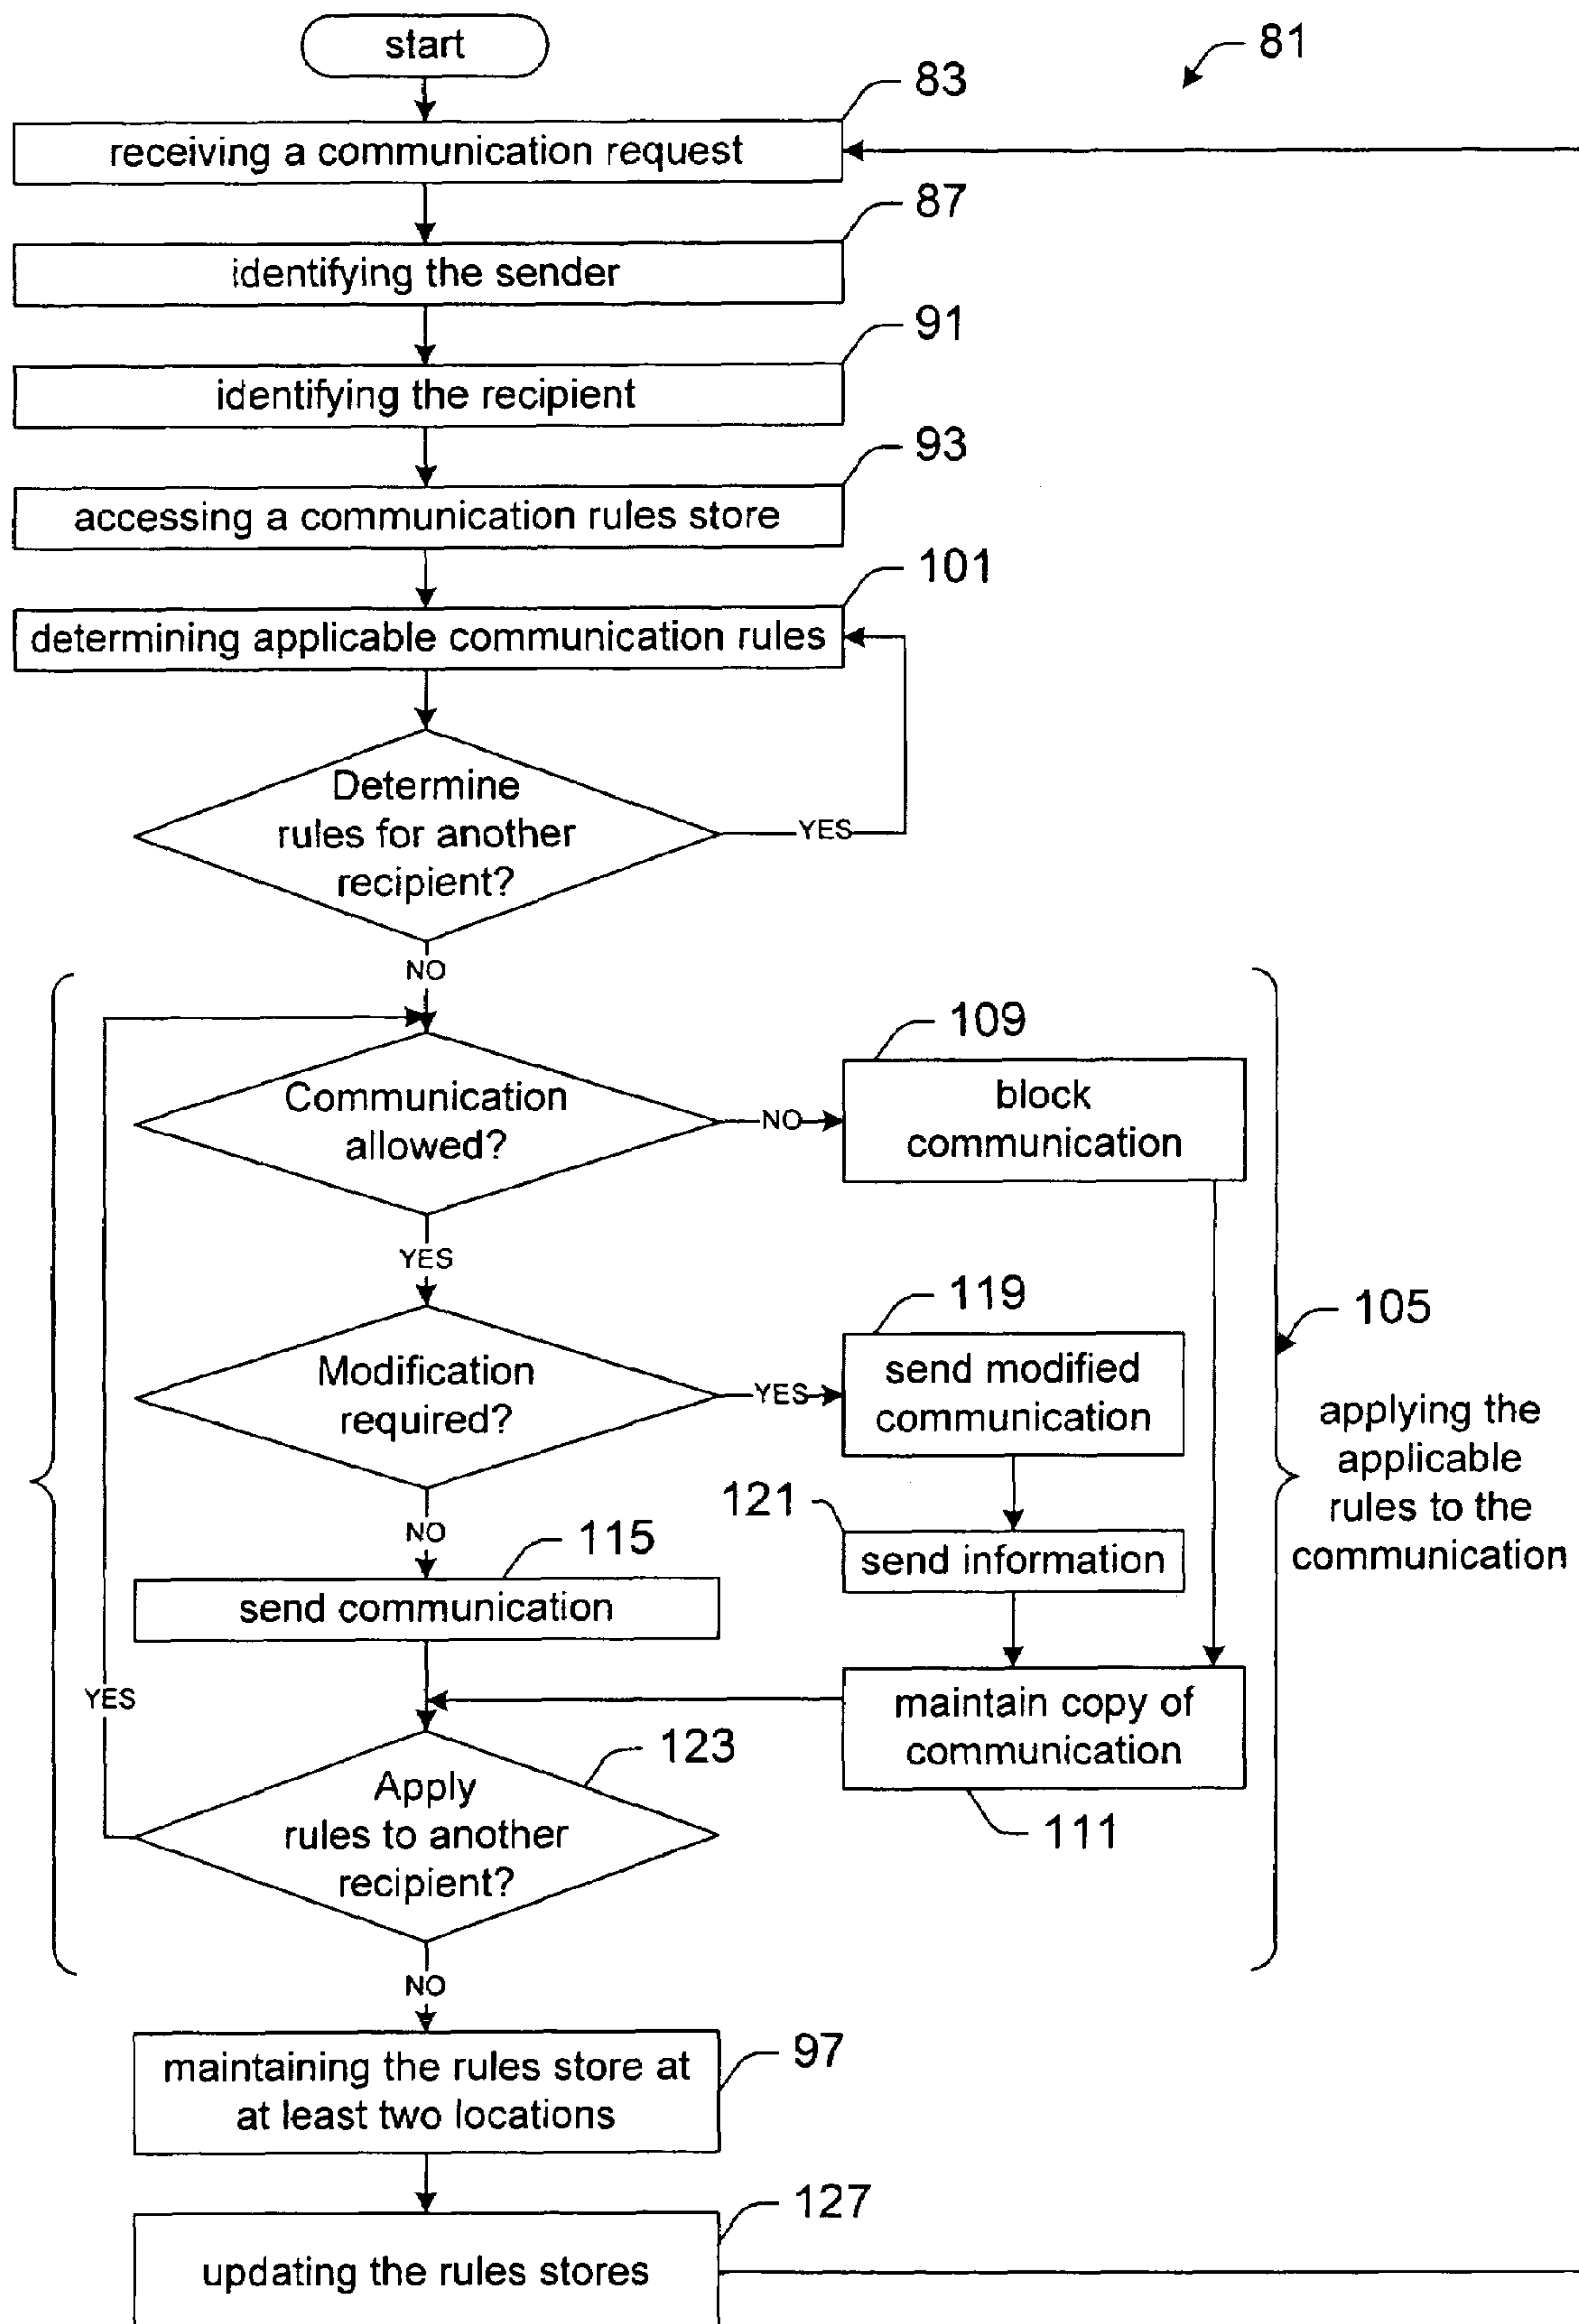 start
81
83
receiving a communication request
87
identifying the sender
91
identifying the recipient
93
accessing a communication rules store
101
determining applicable communication rules
Determine
rules for another
recipient?
YES
NO
109
Communication
allowed?
NO
block
communication
YES
119
105
Modification
required?
YES
send modified
communication
applying the
applicable
rules to the
communication
121
NO
send information
115
send communication
YES
maintain copy of
communication
123
111
Apply
rules to another
recipient?
NO
97
maintaining the rules store at
at least two locations
127
updating the rules stores